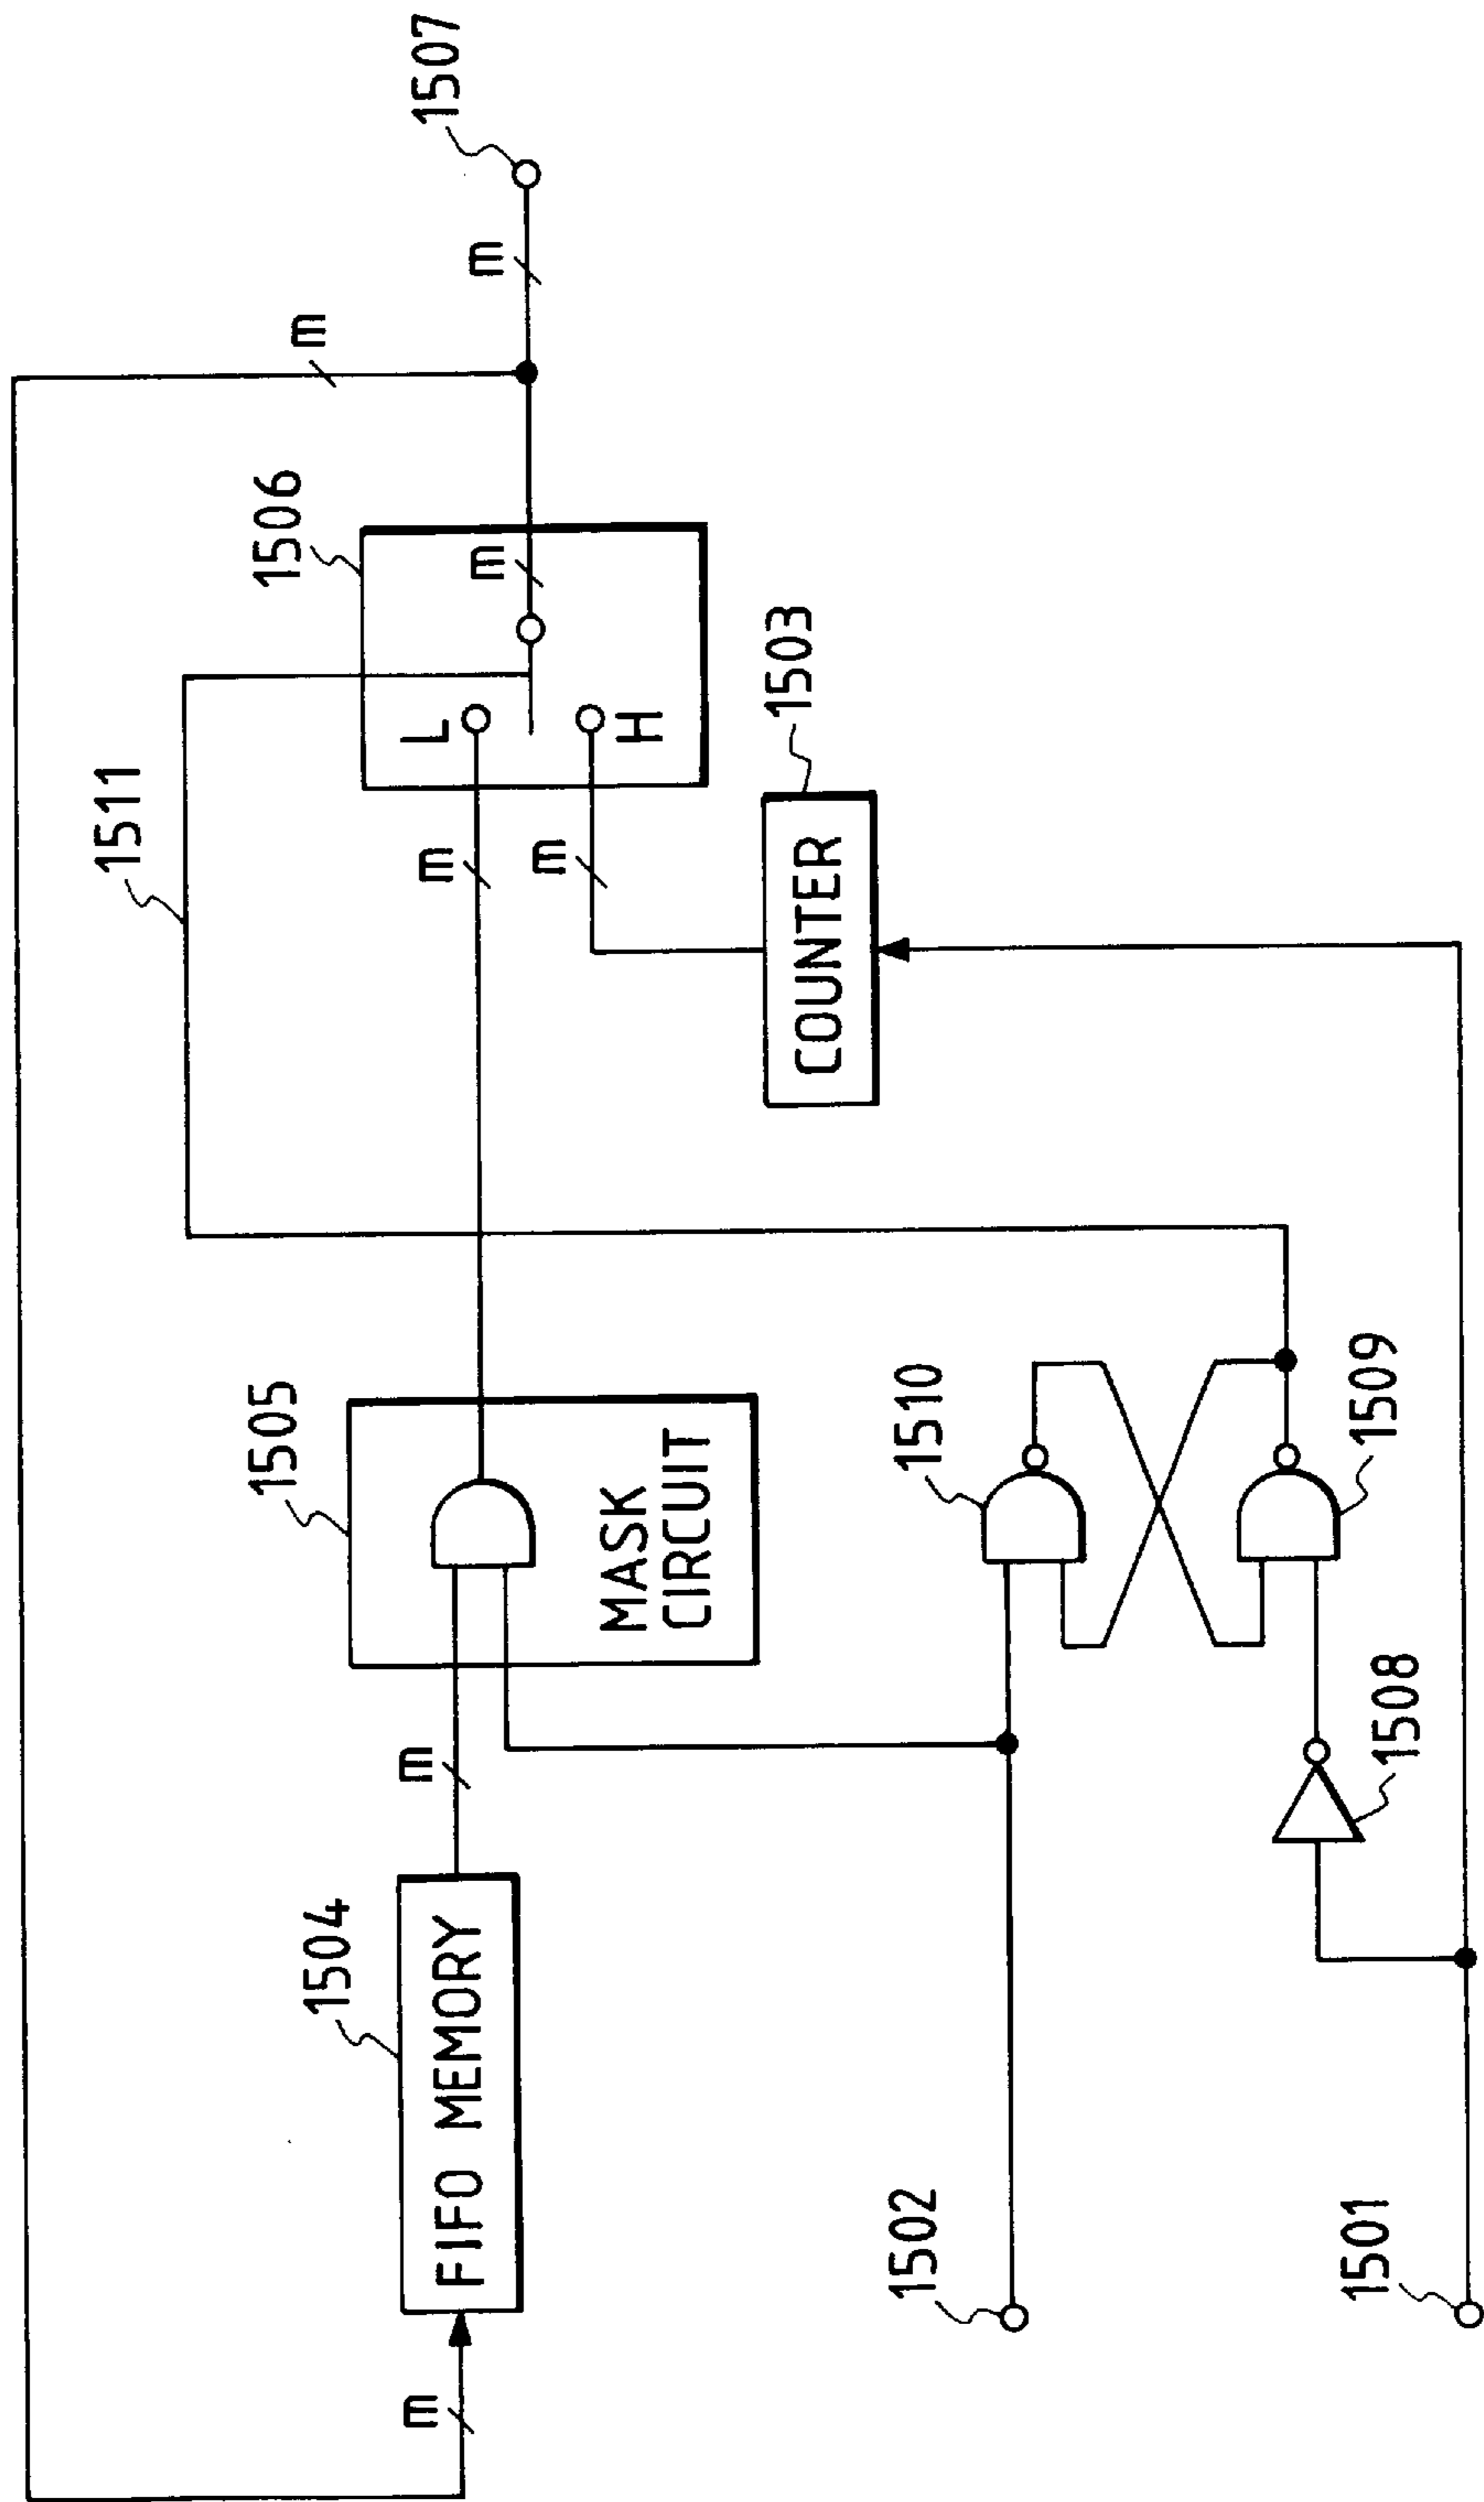 1511
1506
m
1507
m
L
m
m
H
m
1505
MASK
CIRCUIT
1504
FIFO MEMORY
m
m
1503
COUNTER
1510
1509
1508
1502
1501